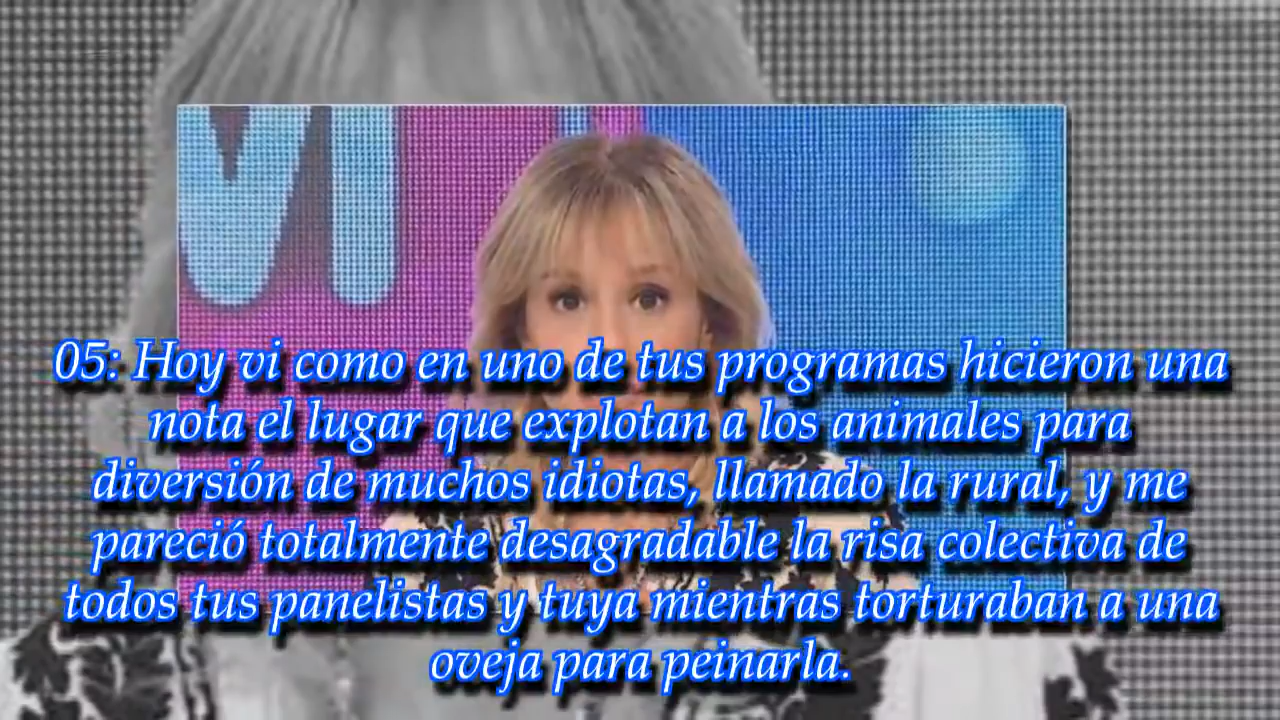 VI
05: Hoy vi como en uno de tus programas hicieron una
nota el lugar que explotan a los animales para
diversión de muchos idiotas, llamado la rural, y me
pareció totalmente desagradable la risa colectiva de
todos tus panelistas y tuya mientras torturaban a una
oveja para peinarla.